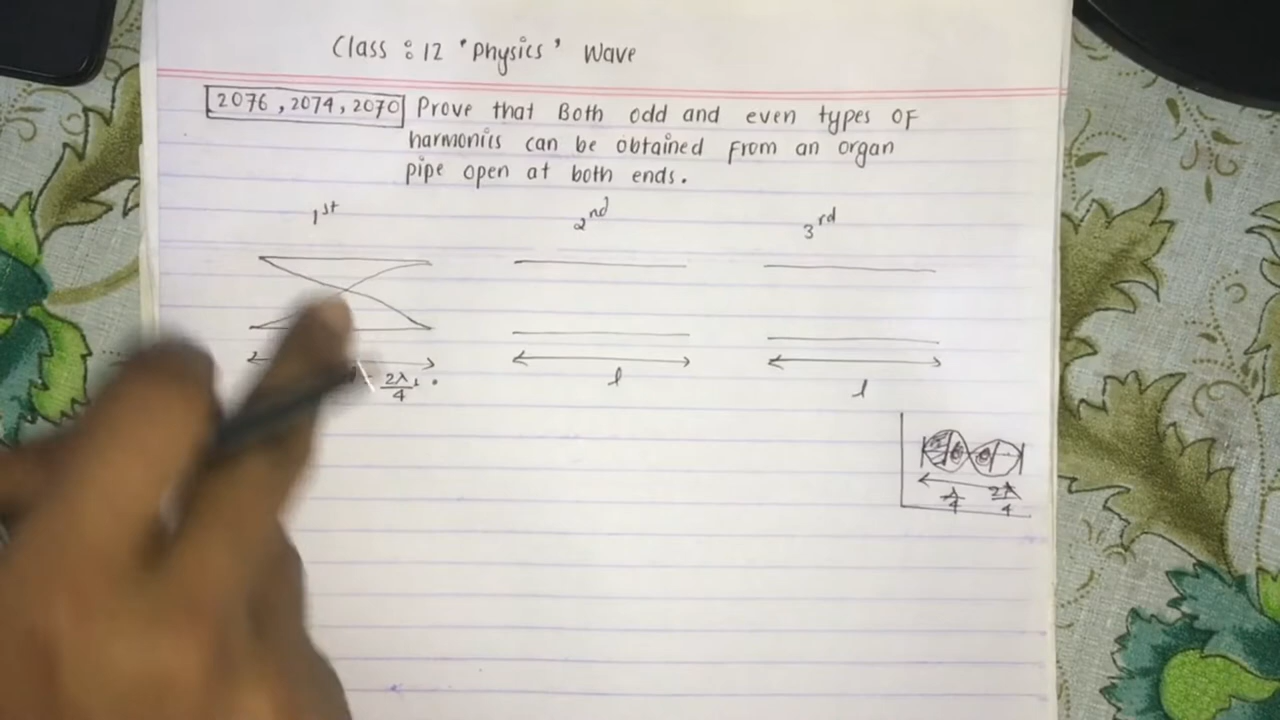 Class : 12 'Physics' Wave
2076, 2074, 2070 Prove that Both odd and even types of
harmonics can be obtained from an organ
pipe open at both ends.
1st 2nd 3rd
2λ/4
l l
λ/4 2λ/4